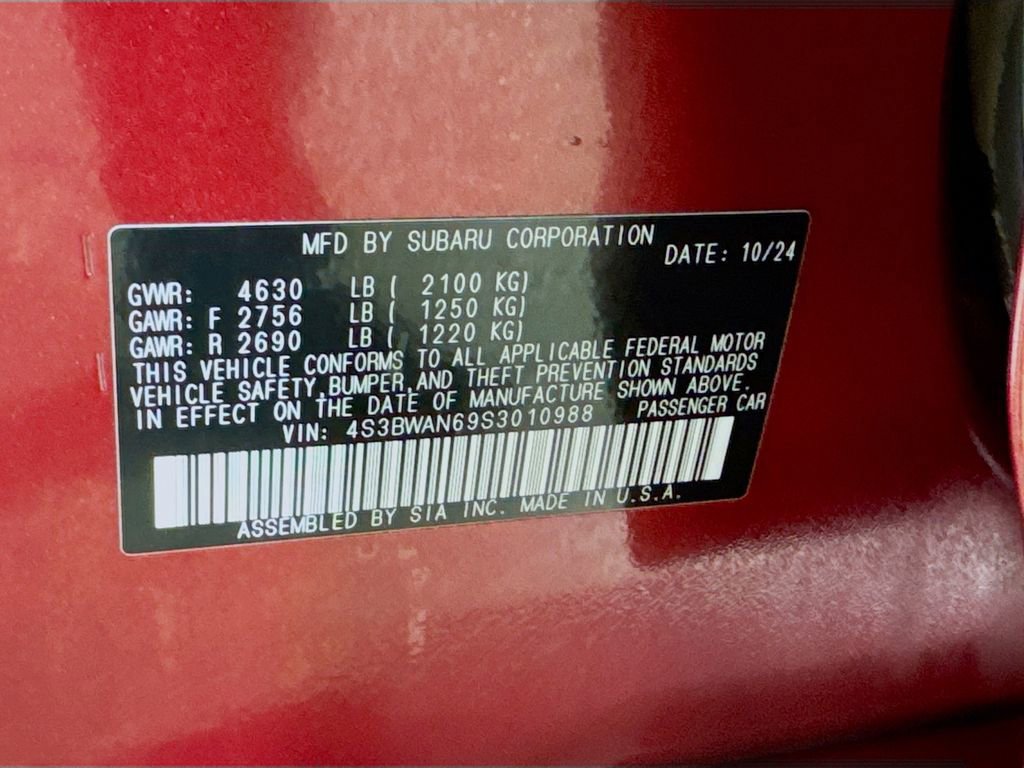 MFD BY SUBARU CORPORATION DATE: 10/24
GVWR: 4630 LB ( 2100 KG)
GAWR: F 2756 LB ( 1250 KG)
GAWR: R 2690 LB ( 1220 KG)
THIS VEHICLE CONFORMS TO ALL APPLICABLE FEDERAL MOTOR
VEHICLE SAFETY,BUMPER,AND THEFT PREVENTION STANDARDS
IN EFFECT ON THE DATE OF MANUFACTURE SHOWN ABOVE.
VIN: 4S3BWAN69S3010988 PASSENGER CAR
ASSEMBLED BY SIA INC. MADE IN U.S.A.